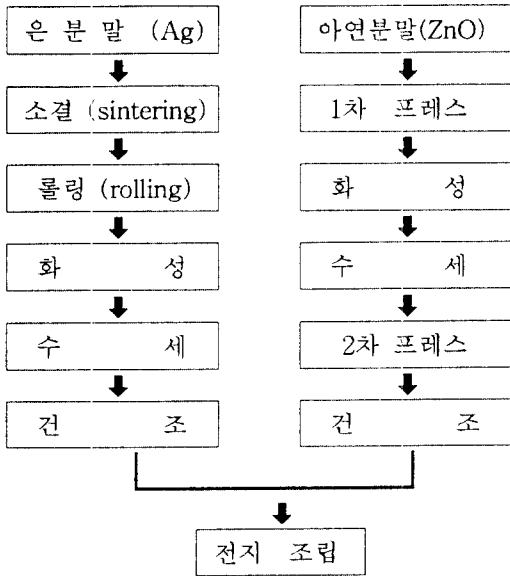 은 분 말 (Ag)
소결 (sintering)
롤링 (rolling)
화 성
수 세
건 조
아연분말(ZnO)
1차 프레스
화 성
수 세
2차 프레스
건 조
전지 조립